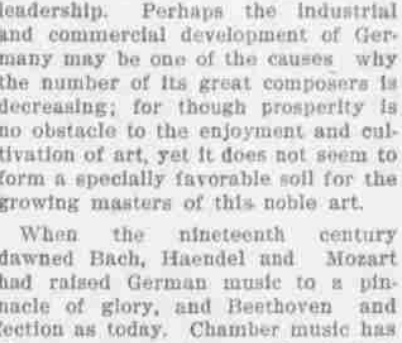 leadership. Perhaps the industrial
and commercial development of Ger-
many may be one of the causes why
the number of its great composers is
decreasing; for though prosperity is
no obstacle to the enjoyment and cul-
tivation of art, yet it does not seem to
form a specially favorable soil for the
growing masters of this noble art.
When the nineteenth century
dawned Bach, Haendel and Mozart
had raised German music to a pin-
nacle of glory, and Beethoven and
fection as today. Chamber music has